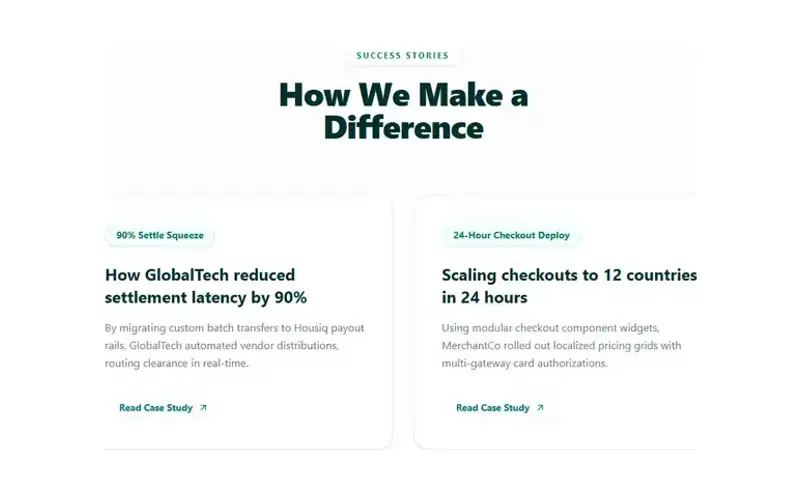 SUCCESS STORIES
How We Make a
Difference
90% Settle Squeeze
How GlobalTech reduced
settlement latency by 90%
By migrating custom batch transfers to Housiq payout
rails, GlobalTech automated vendor distributions,
routing clearance in real-time.
Read Case Study
24-Hour Checkout Deploy
Scaling checkouts to 12 countries
in 24 hours
Using modular checkout component widgets,
MerchantCo rolled out localized pricing grids with
multi-gateway card authorizations.
Read Case Study